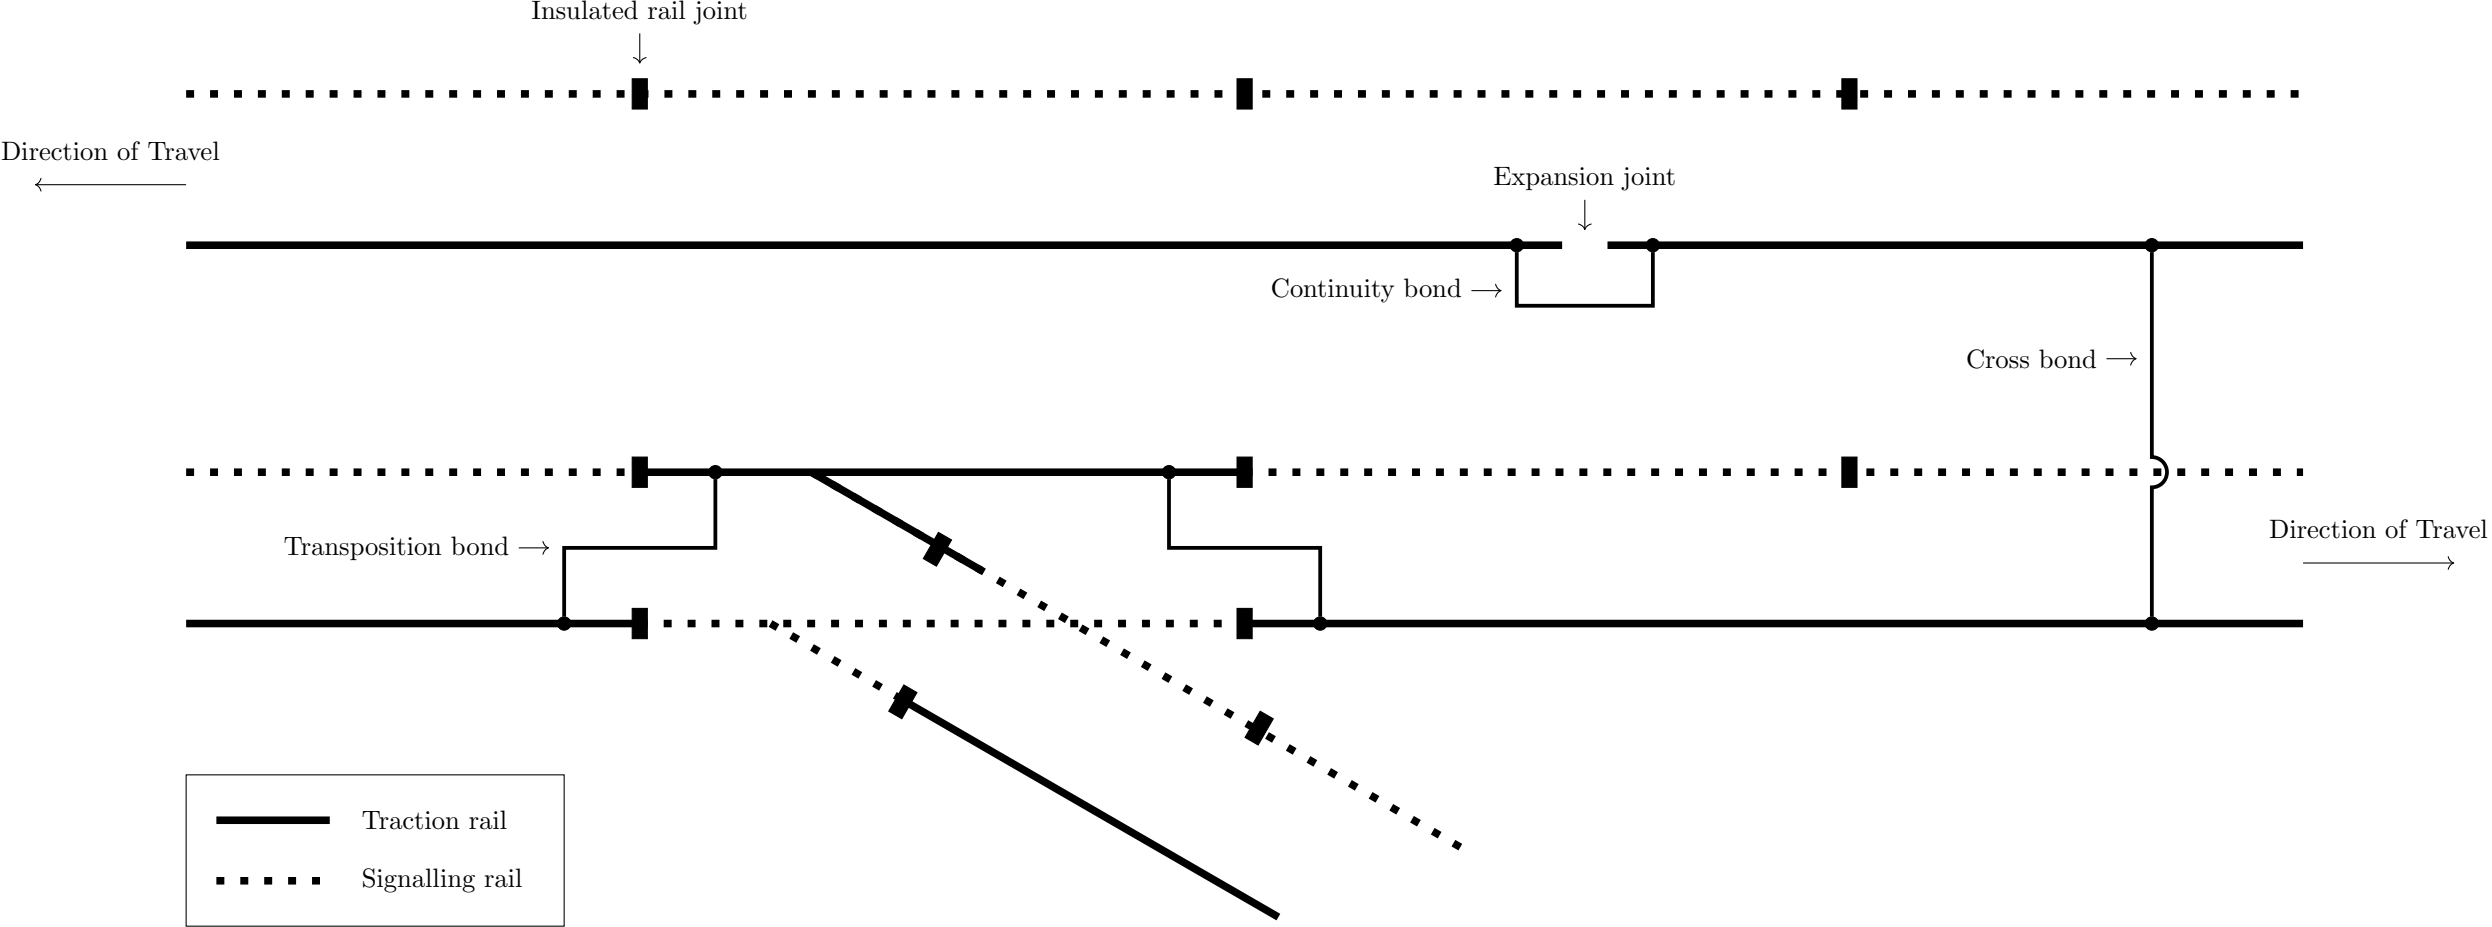 Insulated rail joint
Direction of Travel
Expansion joint
Continuity bond
Cross bond
Direction of Travel
Transposition bond
Traction rail
Signalling rail